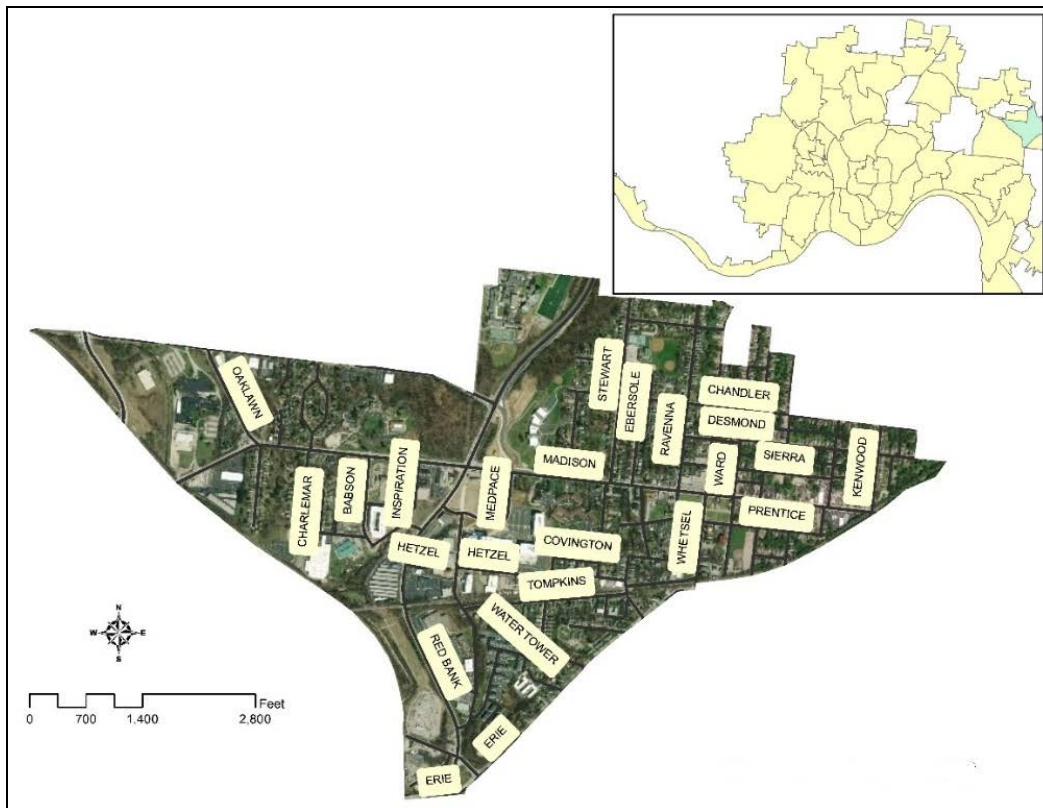 OAKLAWN
STEWART
EBERSOLE
RAVENNA
CHANDLER
DESMOND
SIERRA
WARD
KENWOOD
MADISON
CHARLEMAR
BABSON
INSPIRATION
MEDPACE
PRENTICE
WHETSEL
HETZEL
HETZEL
COVINGTON
TOMPKINS
WATER TOWER
RED BANK
ERIE
ERIE
N
W E
S
Feet
0 700 1,400 2,800